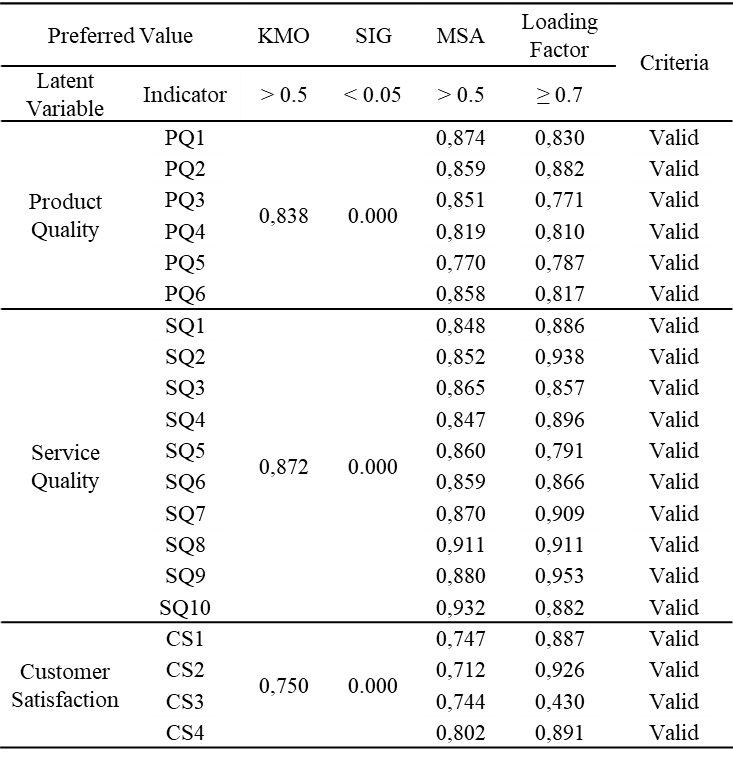 Preferred Value KMO SIG MSA Loading Factor Criteria
Latent Variable Indicator > 0.5 < 0.05 > 0.5 ≥ 0.7
Product Quality 0,838 0.000
PQ1 0,874 0,830 Valid
PQ2 0,859 0,882 Valid
PQ3 0,851 0,771 Valid
PQ4 0,819 0,810 Valid
PQ5 0,770 0,787 Valid
PQ6 0,858 0,817 Valid
Service Quality 0,872 0.000
SQ1 0,848 0,886 Valid
SQ2 0,852 0,938 Valid
SQ3 0,865 0,857 Valid
SQ4 0,847 0,896 Valid
SQ5 0,860 0,791 Valid
SQ6 0,859 0,866 Valid
SQ7 0,870 0,909 Valid
SQ8 0,911 0,911 Valid
SQ9 0,880 0,953 Valid
SQ10 0,932 0,882 Valid
Customer Satisfaction 0,750 0.000
CS1 0,747 0,887 Valid
CS2 0,712 0,926 Valid
CS3 0,744 0,430 Valid
CS4 0,802 0,891 Valid